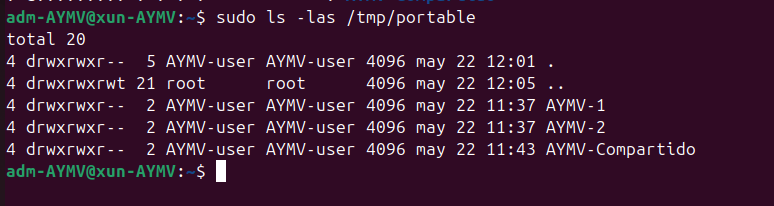 adm-AYMV@xun-AYMV:~$ sudo ls -las /tmp/portable
total 20
4 drwxrwxr--  5 AYMV-user AYMV-user 4096 may 22 12:01 .
4 drwxrwxrwt 21 root      root      4096 may 22 12:05 ..
4 drwxrwxr--  2 AYMV-user AYMV-user 4096 may 22 11:37 AYMV-1
4 drwxrwxr--  2 AYMV-user AYMV-user 4096 may 22 11:37 AYMV-2
4 drwxrwxr--  2 AYMV-user AYMV-user 4096 may 22 11:43 AYMV-Compartido
adm-AYMV@xun-AYMV:~$